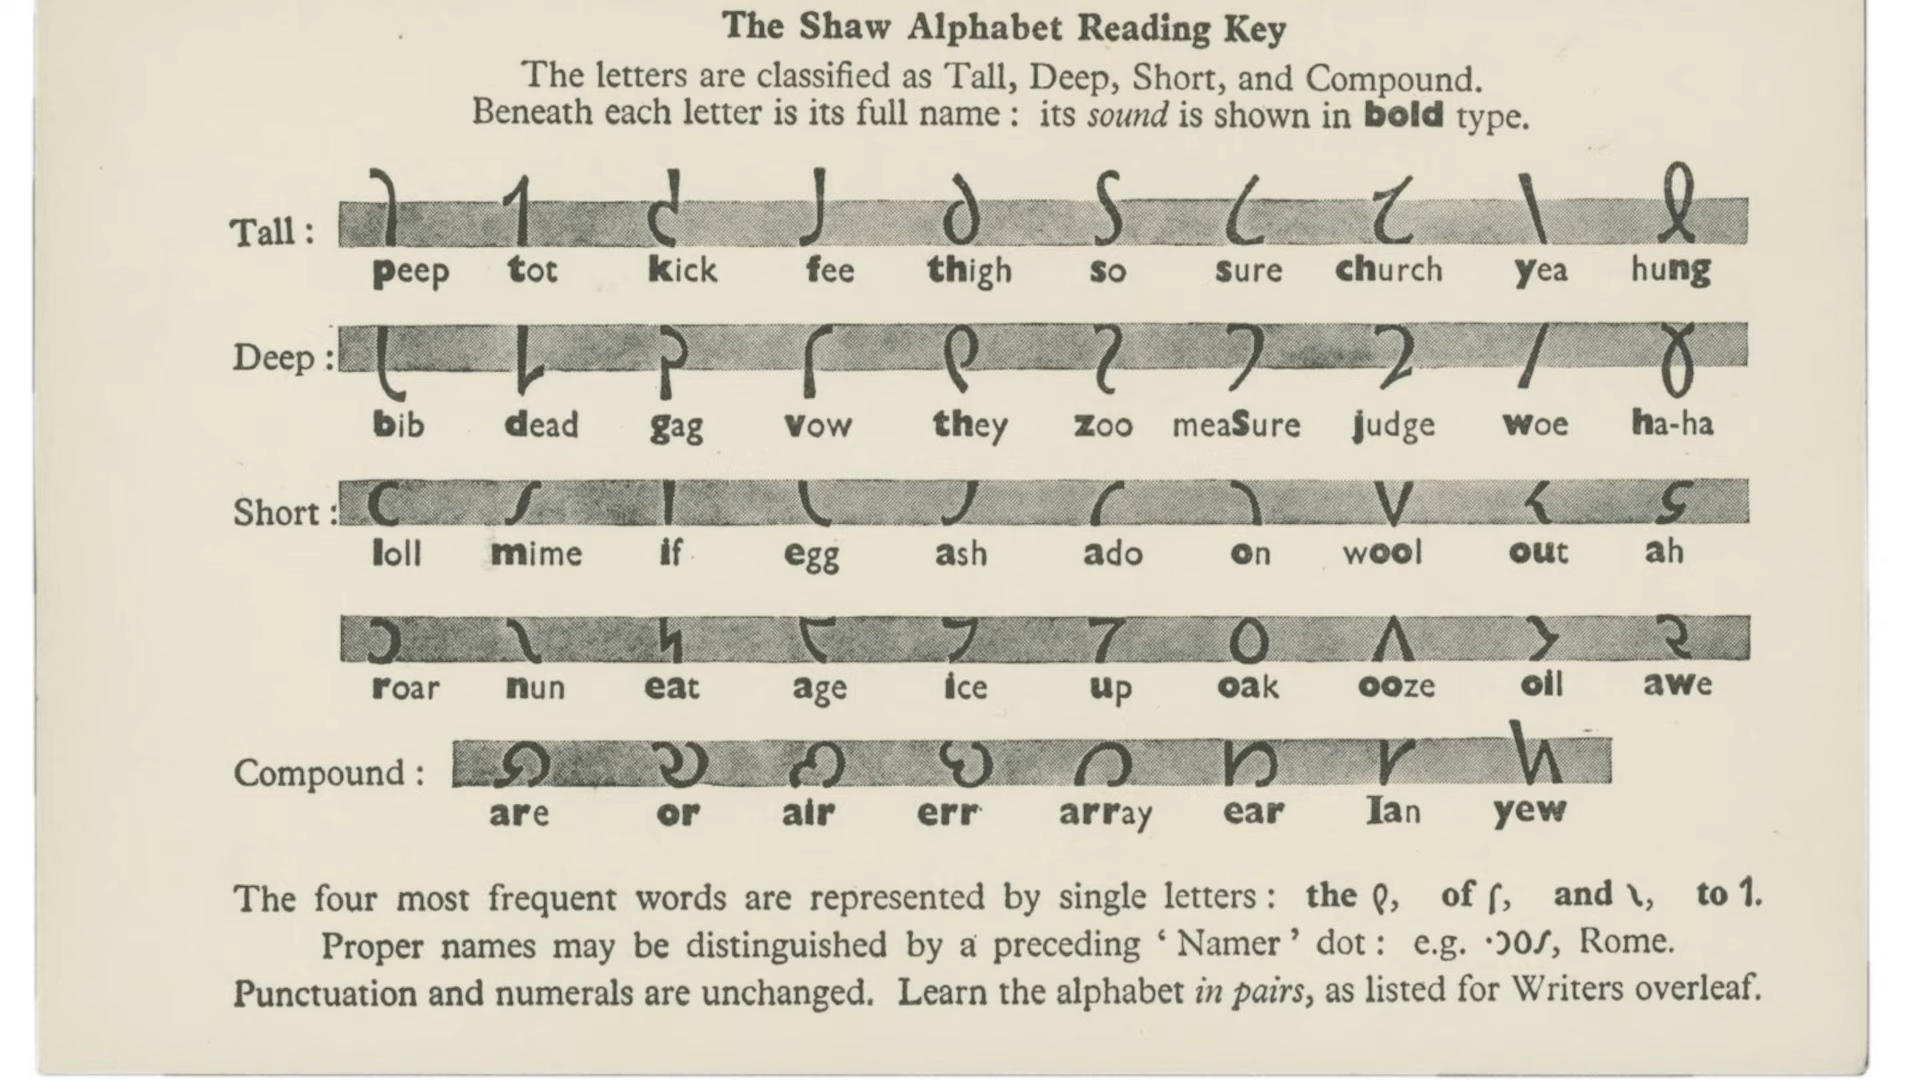 The Shaw Alphabet Reading Key
The letters are classified as Tall, Deep, Short, and Compound.
Beneath each letter is its full name : its sound is shown in bold type.
Tall : 𐑐 𐑑 𐑒 𐑓 𐑔 𐑕 𐑖 𐑗 𐑘 𐑙
peep tot kick fee thigh so sure church yea hung
Deep : 𐑚 𐑛 𐑜 𐑝 𐑞 𐑟 𐑠 𐑡 𐑢 𐑣
bib dead gag vow they zoo meaSure judge woe ha-ha
Short : 𐑤 𐑥 𐑦 𐑧 𐑨 𐑩 𐑪 𐑫 𐑬 𐑭
loll mime if egg ash ado on wool out ah
𐑮 𐑯 𐑰 𐑱 𐑲 𐑳 𐑴 𐑵 𐑶 𐑷
roar nun eat age ice up oak ooze oil awe
Compound : 𐑸 𐑹 𐑺 𐑻 𐑼 𐑽 𐑾 𐑿
are or air err array ear Ian yew
The four most frequent words are represented by single letters : the 𐑞, of 𐑝, and 𐑯, to 𐑑.
Proper names may be distinguished by a preceding ‘ Namer ’ dot : e.g. ·𐑮𐑴𐑥, Rome.
Punctuation and numerals are unchanged. Learn the alphabet in pairs, as listed for Writers overleaf.